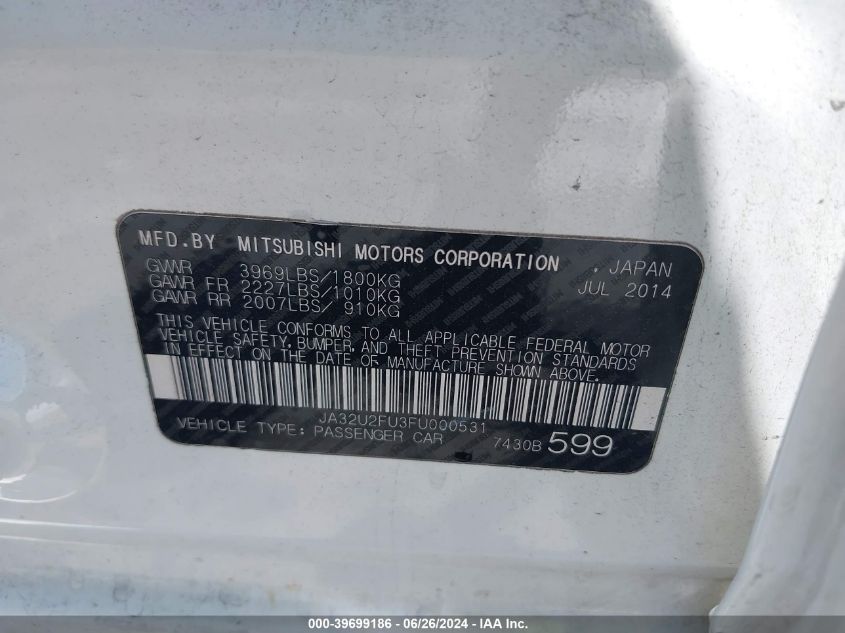 MFD.BY MITSUBISHI MOTORS CORPORATION , JAPAN
GVWR 3969LBS/1800KG JUL 2014
GAWR FR 2227LBS/1010KG
GAWR RR 2007LBS/ 910KG
THIS VEHICLE CONFORMS TO ALL APPLICABLE FEDERAL MOTOR
VEHICLE SAFETY, BUMPER, AND THEFT PREVENTION STANDARDS
IN EFFECT ON THE DATE OF MANUFACTURE SHOWN ABOVE.
JA32U2FU3FU000531
VEHICLE TYPE: PASSENGER CAR 7430B 599
000-39699186 - 06/26/2024 - IAA Inc.